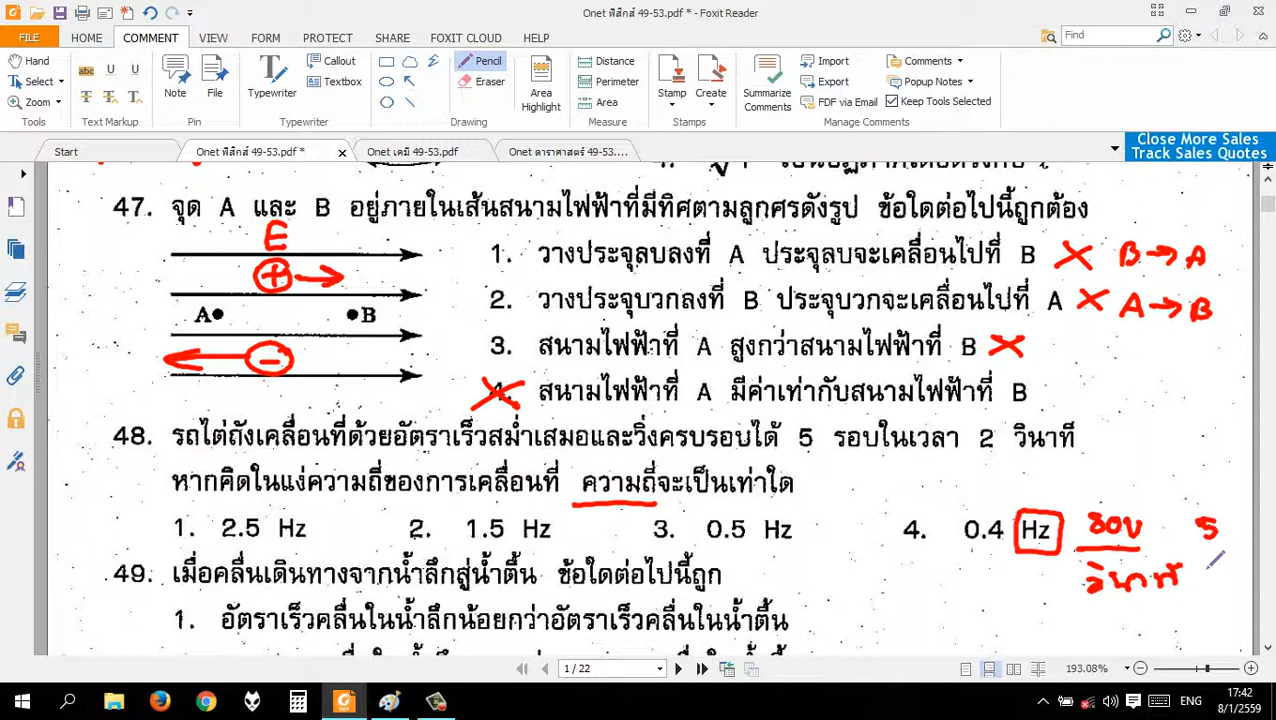 Onet ฟิสิกส์ 49-53.pdf * - Foxit Reader
FILE HOME COMMENT VIEW FORM PROTECT SHARE FOXIT CLOUD HELP Find
Hand Select Zoom Tools
Text Markup
Note File Pin
Typewriter Callout Textbox Typewriter
Pencil Eraser Area Highlight Drawing
Distance Perimeter Area Measure
Stamp Create Stamps
Summarize Comments Import Export FDF via Email Comments Popup Notes Keep Tools Selected Manage Comments
Start Onet ฟิสิกส์ 49-53.pdf * Onet เคมี 49-53.pdf Onet ดาราศาสตร์ 49-53....
Close More Sales
Track Sales Quotes
47. จุด A และ B อยู่ภายในเส้นสนามไฟฟ้าที่มีทิศตามลูกศรดังรูป ข้อใดต่อไปนี้ถูกต้อง
E
+
A B
-
1. วางประจุลบลงที่ A ประจุลบจะเคลื่อนไปที่ B B → A
2. วางประจุบวกลงที่ B ประจุบวกจะเคลื่อนไปที่ A A → B
3. สนามไฟฟ้าที่ A สูงกว่าสนามไฟฟ้าที่ B
4. สนามไฟฟ้าที่ A มีค่าเท่ากับสนามไฟฟ้าที่ B
48. รถไต่ถังเคลื่อนที่ด้วยอัตราเร็วสม่ำเสมอและวิ่งครบรอบได้ 5 รอบในเวลา 2 วินาที
หากคิดในแง่ความถี่ของการเคลื่อนที่ ความถี่จะเป็นเท่าใด
1. 2.5 Hz 2. 1.5 Hz 3. 0.5 Hz 4. 0.4 Hz รอบ 5
วินาที
49. เมื่อคลื่นเดินทางจากน้ำลึกสู่น้ำตื้น ข้อใดต่อไปนี้ถูก
1. อัตราเร็วคลื่นในน้ำลึกน้อยกว่าอัตราเร็วคลื่นในน้ำตื้น
1 / 22 193.08%
ENG 17:42
8/1/2559